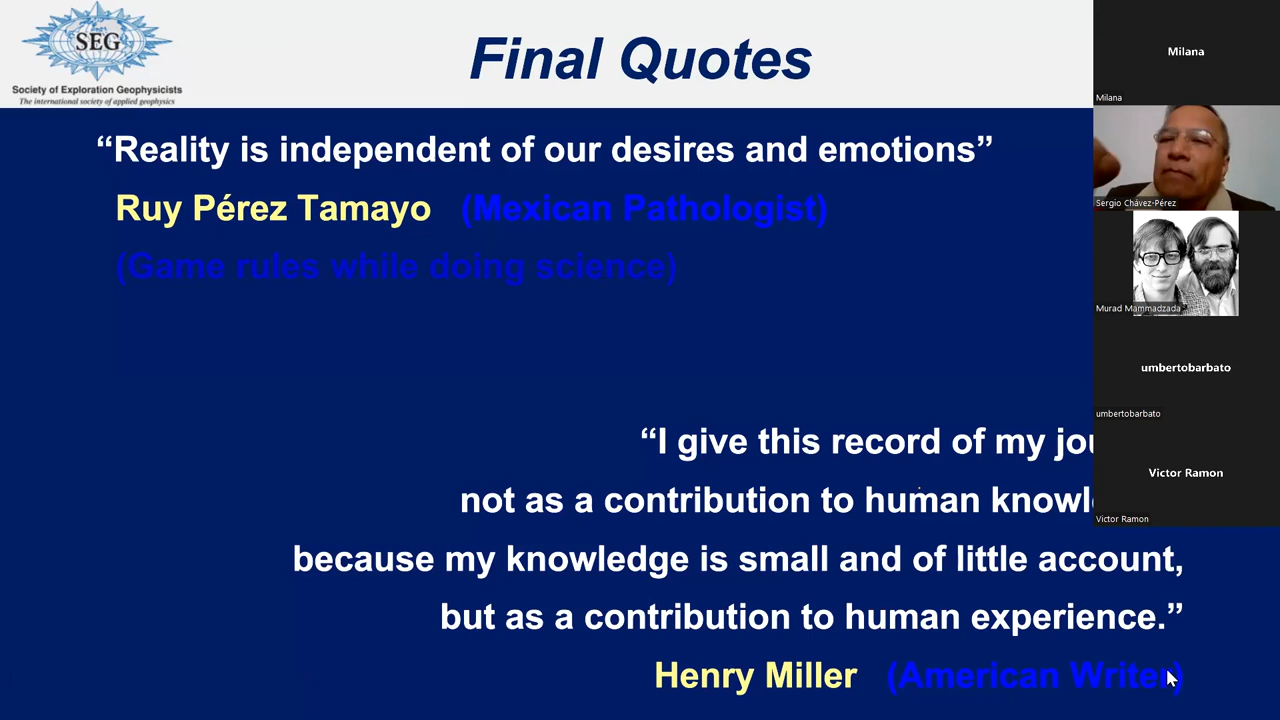 SEG
Society of Exploration Geophysicists
The international society of applied geophysics
Final Quotes
“Reality is independent of our desires and emotions”
Ruy Pérez Tamayo (Mexican Pathologist)
(Game rules while doing science)
“I give this record of my jou
not as a contribution to human knowl
because my knowledge is small and of little account,
but as a contribution to human experience.”
Henry Miller (American Writer)
Milana
Milana
Sergio Chávez-Pérez
Murad Mammadzada
umbertobarbato
umbertobarbato
Victor Ramon
Victor Ramon